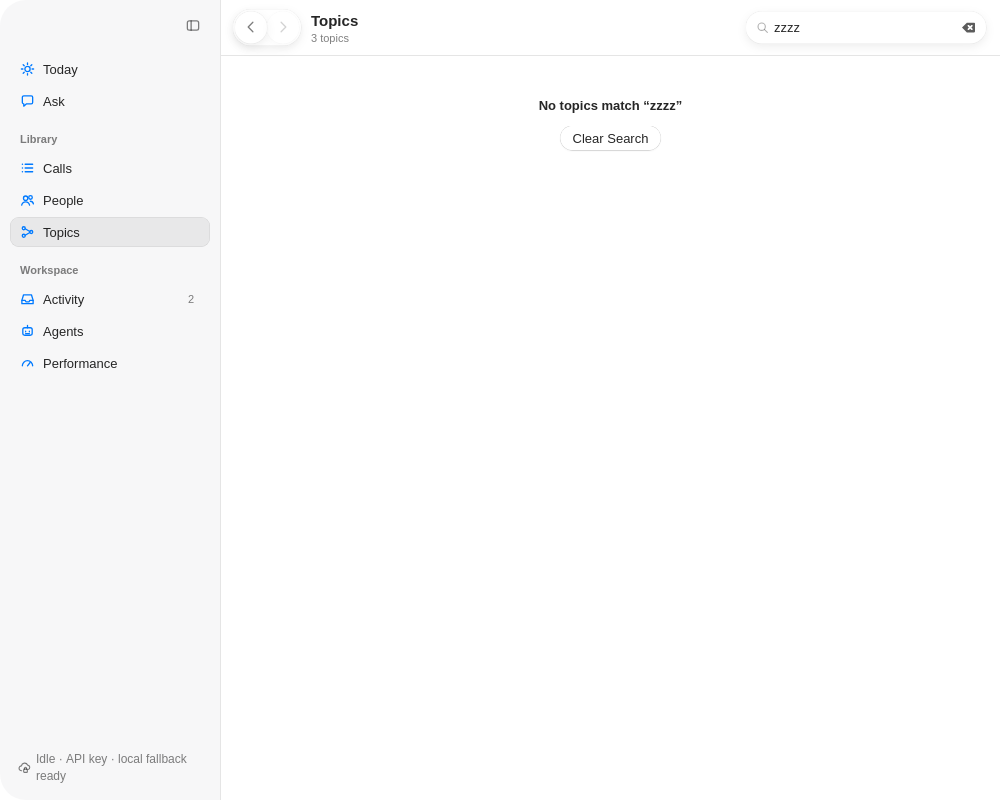 Topics
3 topics
zzzz
Today
Ask
Library
Calls
People
Topics
Workspace
Activity 2
Agents
Performance
No topics match “zzzz”
Clear Search
Idle · API key · local fallback
ready